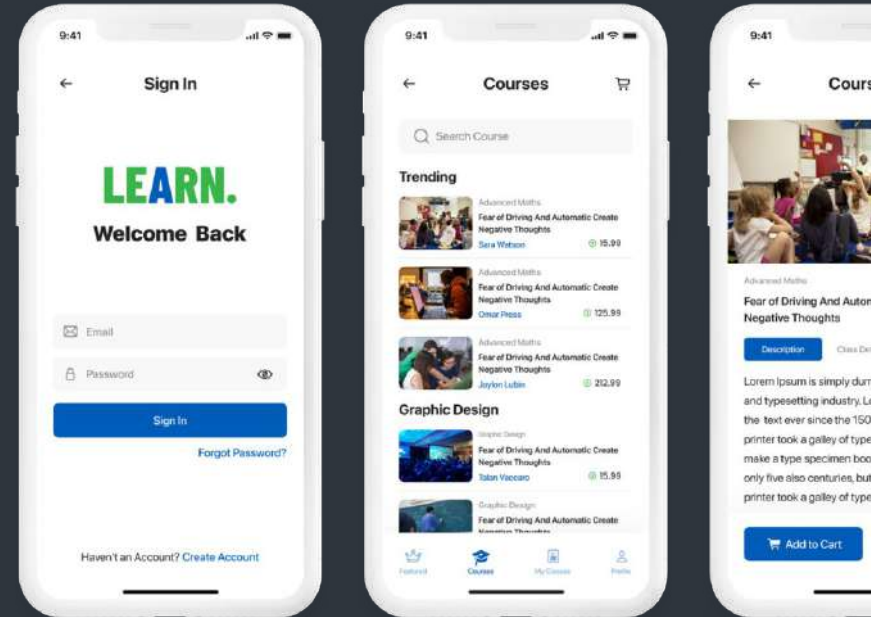 9:41
Sign In
LEARN.
Welcome Back
Email
Password
Sign In
Forgot Password?
Haven't an Account? Create Account
9:41
Courses
Search Course
Trending
Advanced Maths
Fear of Driving And Automatic Create
Negative Thoughts
Sara Watson 15.99
Advanced Maths
Fear of Driving And Automatic Create
Negative Thoughts
Omar Press 125.99
Advanced Maths
Fear of Driving And Automatic Create
Negative Thoughts
Jaylon Lubin 212.99
Graphic Design
Graphic Design
Fear of Driving And Automatic Create
Negative Thoughts
Talan Vaccaro 15.99
Graphic Design
Fear of Driving And Automatic Create
Negative Thoughts
Featured Courses My Classes Profile
9:41
Cours
Advanced Maths
Fear of Driving And Autom
Negative Thoughts
Description Class De
Lorem Ipsum is simply dum
and typesetting industry. L
the text ever since the 150
printer took a galley of type
make a type specimen boo
only five also centuries, but
printer took a galley of type
Add to Cart